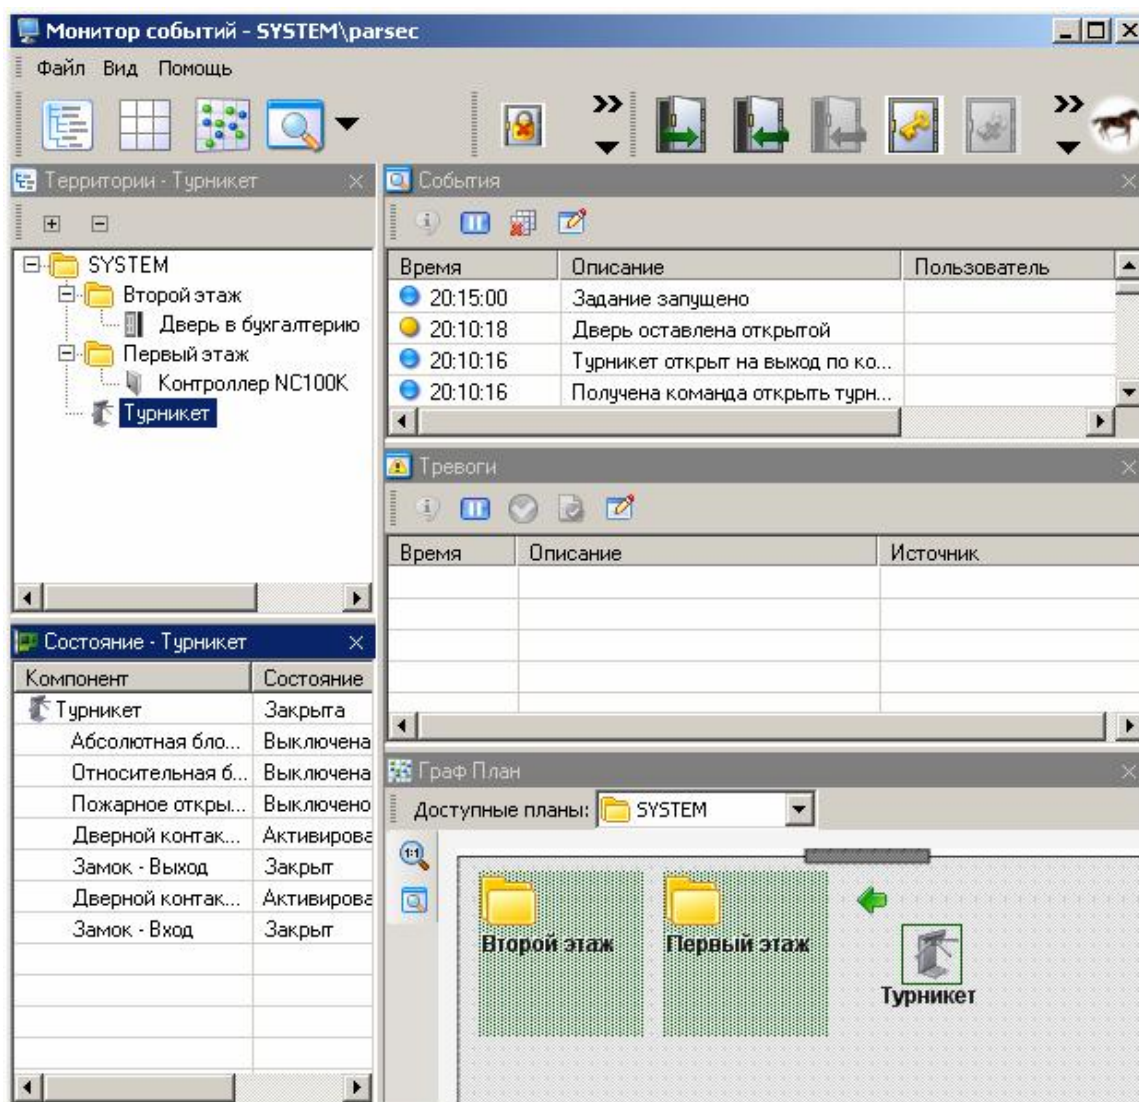 Монитор событий - SYSTEM\parsec
Файл Вид Помощь
Территории - Турникет
SYSTEM
Второй этаж
Дверь в бухгалтерию
Первый этаж
Контроллер NC100K
Турникет
События
Время Описание Пользователь
20:15:00 Задание запущено
20:10:18 Дверь оставлена открытой
20:10:16 Турникет открыт на выход по ко...
20:10:16 Получена команда открыть турн...
Тревоги
Время Описание Источник
Состояние - Турникет
Компонент Состояние
Турникет Закрыта
Абсолютная бло... Выключена
Относительная б... Выключена
Пожарное откры... Выключено
Дверной контак... Активирова
Замок - Выход Закрыт
Дверной контак... Активирова
Замок - Вход Закрыт
Граф План
Доступные планы: SYSTEM
1:1
Второй этаж
Первый этаж
Турникет